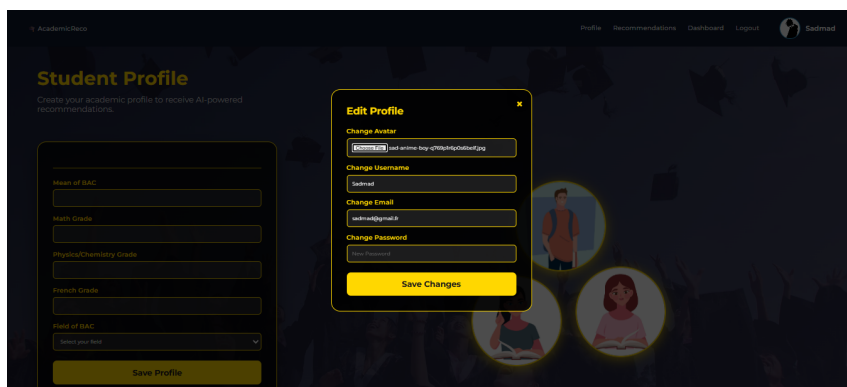 AcademicReco
Profile Recommendations Dashboard Logout Sadmad
Student Profile
Create your academic profile to receive AI-powered
recommendations.
Mean of BAC
Math Grade
Physics/Chemistry Grade
French Grade
Field of BAC
Select your field
Save Profile
Edit Profile
Change Avatar
Choose File
Change Username
Sadmad
Change Email
sadmad@gmail.fr
Change Password
New Password
Save Changes